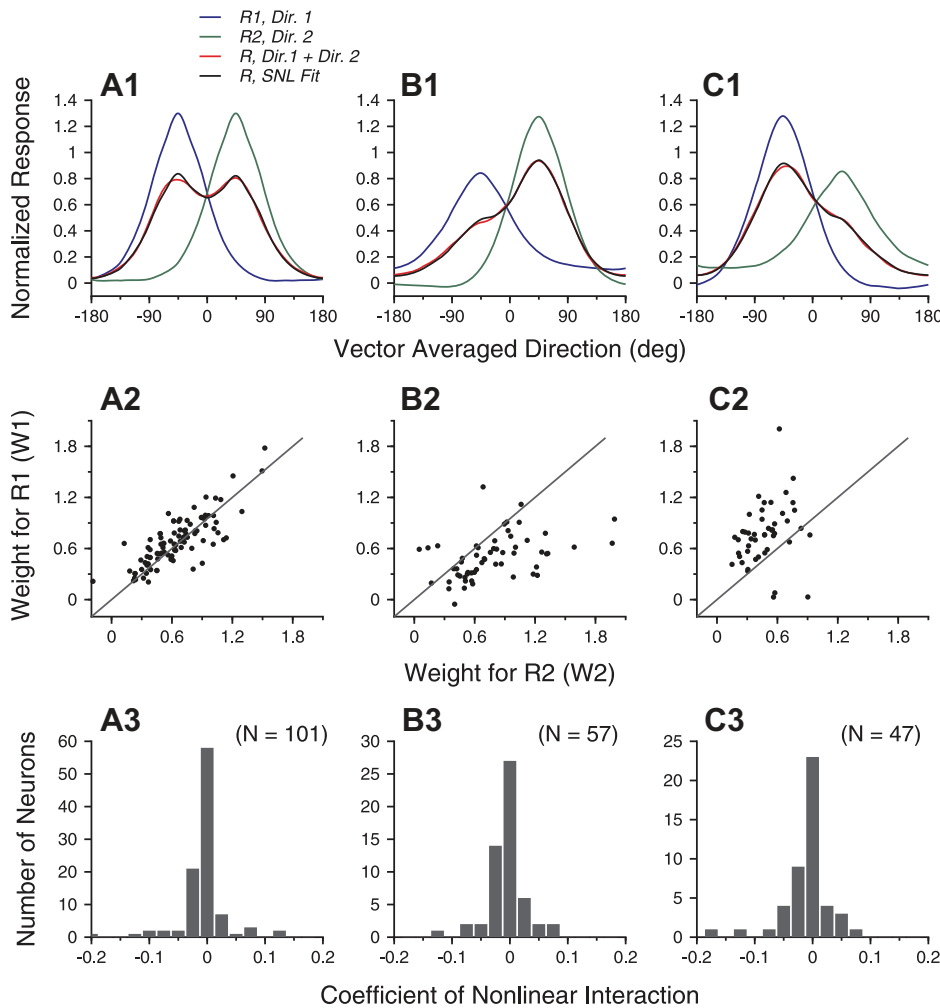 R1, Dir. 1
R2, Dir. 2
R, Dir.1 + Dir. 2
R, SNL Fit
A1
B1
C1
Normalized Response
1.4
1.2
1
0.8
0.6
0.4
0.2
0
-180 -90 0 90 180
-180 -90 0 90 180
-180 -90 0 90 180
Vector Averaged Direction (deg)
A2
B2
C2
Weight for R1 (W1)
1.8
1.2
0.6
0
0 0.6 1.2 1.8
0 0.6 1.2 1.8
0 0.6 1.2 1.8
Weight for R2 (W2)
A3
B3
C3
(N = 101)
(N = 57)
(N = 47)
Number of Neurons
60
50
40
30
20
10
0
30
25
20
15
10
5
0
25
20
15
10
5
0
-0.2 -0.1 0 0.1 0.2
-0.2 -0.1 0 0.1 0.2
-0.2 -0.1 0 0.1 0.2
Coefficient of Nonlinear Interaction